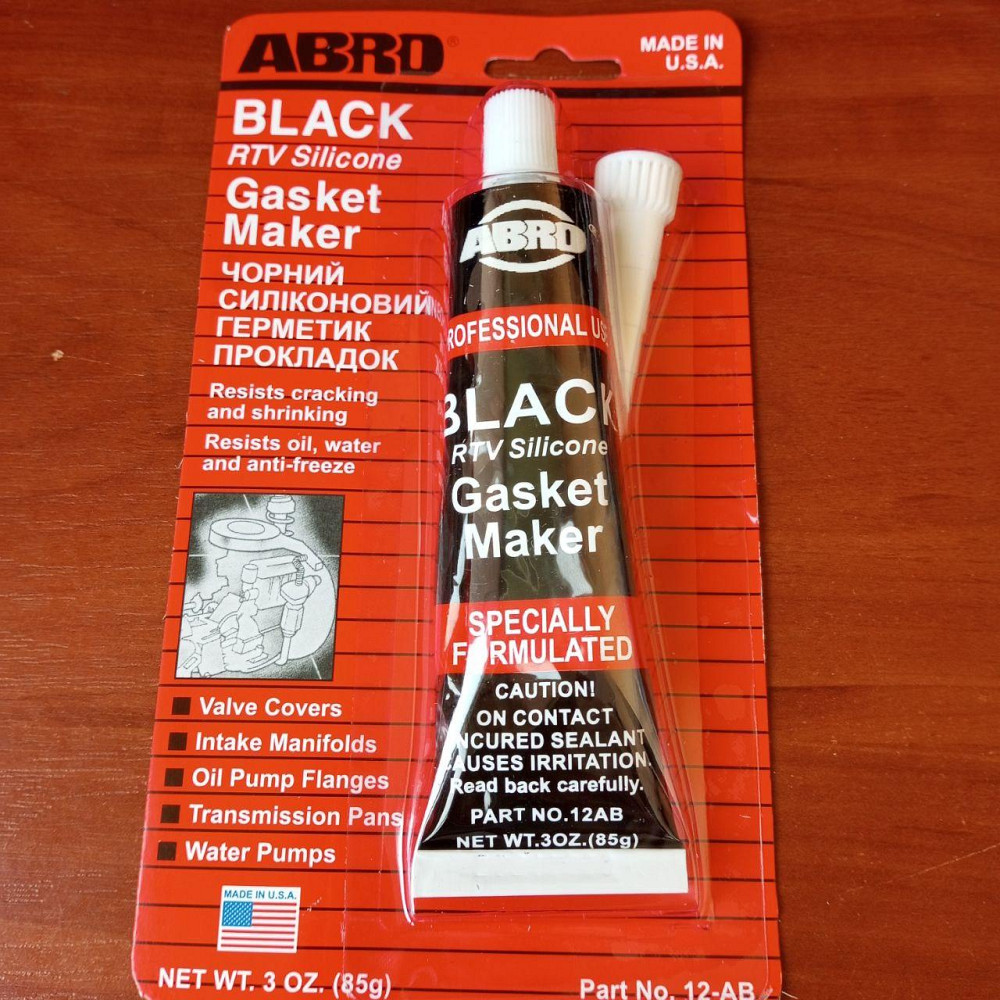 ABRO
MADE IN
U.S.A.
BLACK
RTV Silicone
Gasket
Maker
ЧОРНИЙ
СИЛІКОНОВИЙ
ГЕРМЕТИК
ПРОКЛАДОК
Resists cracking
and shrinking
Resists oil, water
and anti-freeze
Valve Covers
Intake Manifolds
Oil Pump Flanges
Transmission Pans
Water Pumps
MADE IN U.S.A.
NET WT. 3 OZ. (85g)
Part No. 12-AB
ABRO
ROFESSIONAL US
BLACK
RTV Silicone
Gasket
Maker
SPECIALLY
FORMULATED
CAUTION!
ON CONTACT
NCURED SEALANT
AUSES IRRITATION.
Read back carefully.
PART NO.12AB
NET WT.3OZ.(85g)